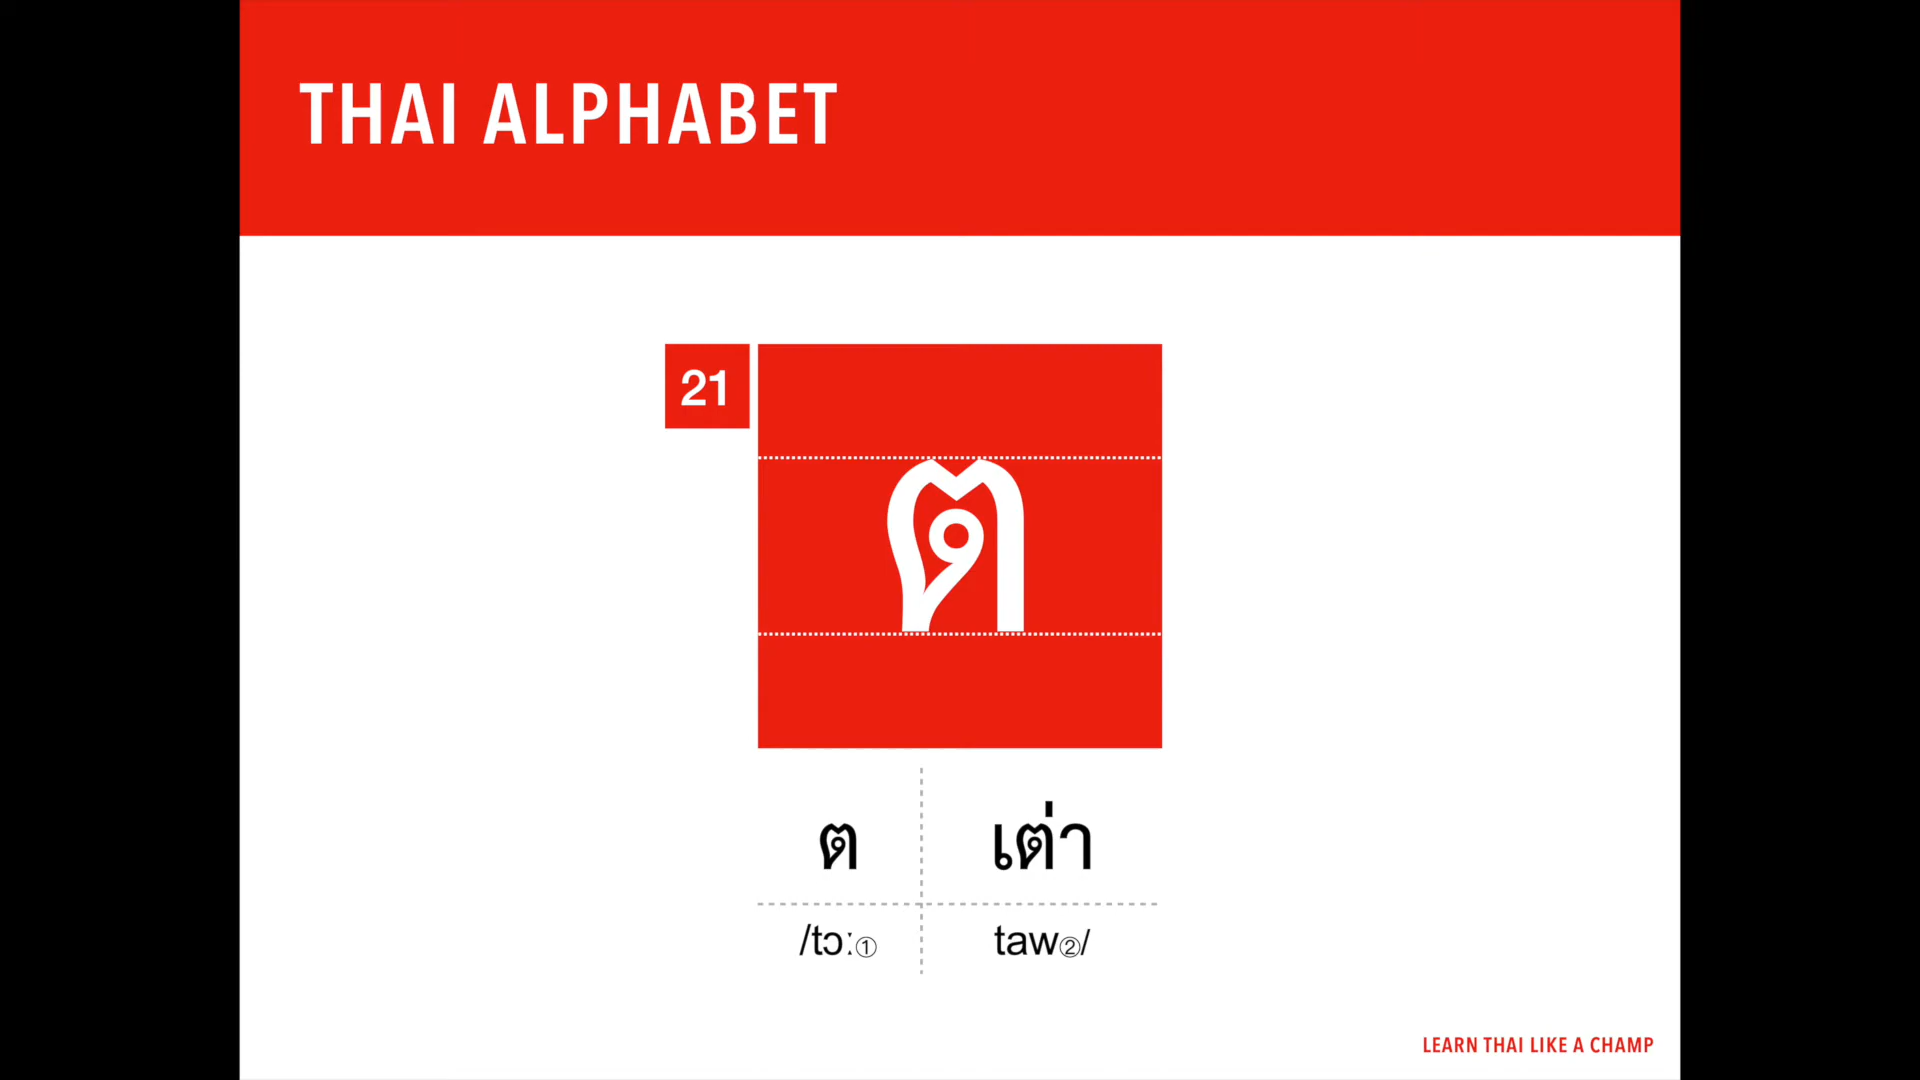 THAI ALPHABET
21
ต
ต เต่า
/tɔː① taw②/
LEARN THAI LIKE A CHAMP